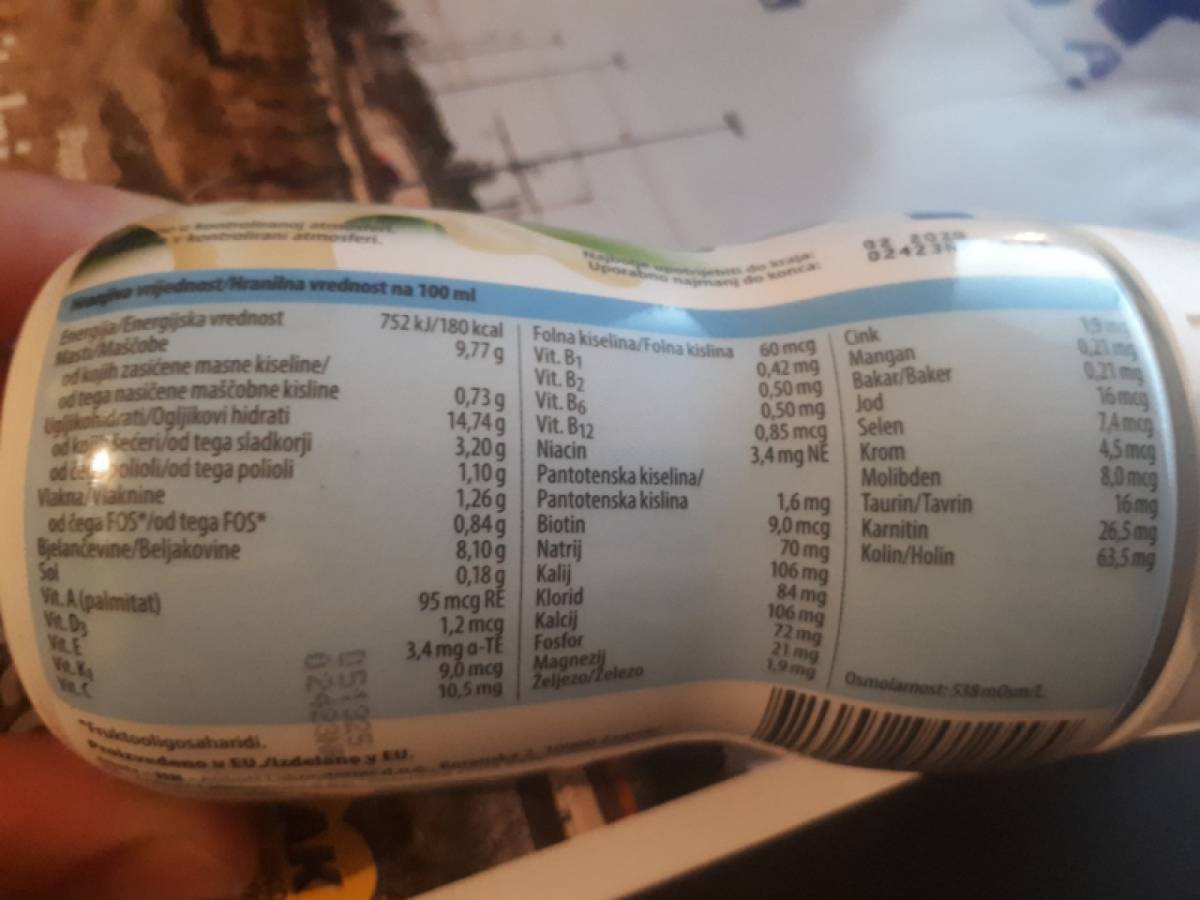 kontroliranoj atmosferi.
v kontrolirani atmosferi.
Najbolje upotrijebiti do kraja:
Uporabno najmanj do konca:
02 2020
Hranjiva vrijednost/Hranilna vrednost na 100 ml
Energija/Energijska vrednost 752 kJ/180 kcal
Masti/Maščobe 9,77 g
od kojih zasićene masne kiseline/
od tega nasičene maščobne kisline 0,73 g
Ugljikohidrati/Ogljikovi hidrati 14,74 g
od kojih šećeri/od tega sladkorji 3,20 g
od čega polioli/od tega polioli 1,10 g
Vlakna/Vlaknine 1,26 g
od čega FOS*/od tega FOS* 0,84 g
Bjelančevine/Beljakovine 8,10 g
Sol 0,18 g
Vit. A (palmitat) 95 mcg RE
Vit. D3 1,2 mcg
Vit. E 3,4 mg α-TE
Vit. K1 9,0 mcg
Vit. C 10,5 mg
Folna kiselina/Folna kislina 60 mcg
Vit. B1 0,42 mg
Vit. B2 0,50 mg
Vit. B6 0,50 mg
Vit. B12 0,85 mcg
Niacin 3,4 mg NE
Pantotenska kiselina/
Pantotenska kislina 1,6 mg
Biotin 9,0 mcg
Natrij 70 mg
Kalij 106 mg
Klorid 84 mg
Kalcij 106 mg
Fosfor 72 mg
Magnezij 21 mg
Željezo/Železo 1,9 mg
Cink 1,9 mg
Mangan 0,21 mg
Bakar/Baker 0,21 mg
Jod 16 mcg
Selen 7,4 mcg
Krom 4,5 mcg
Molibden 8,0 mcg
Taurin/Tavrin 16 mg
Karnitin 26,5 mg
Kolin/Holin 63,5 mg
Osmolarnost: 538 mOsm/L
*Fruktooligosaharidi.
Proizvedeno u EU./Izdelano v EU.